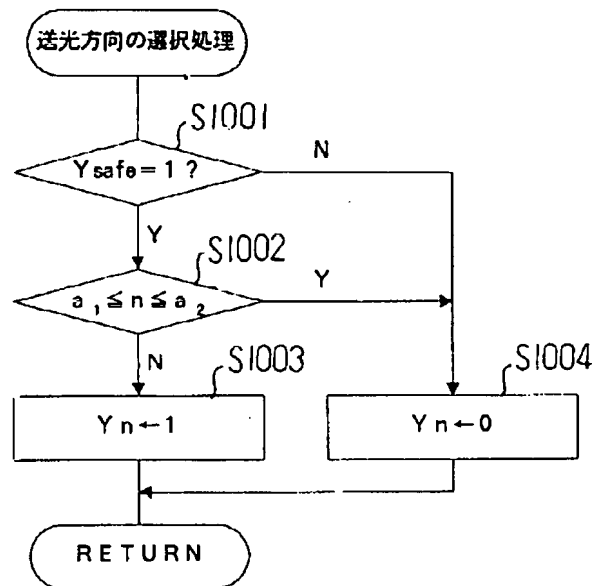 送光方向の選択処理
S1001
Ysafe=1?
N
Y
S1002
a₁≦n≦a₂
Y
N
S1003
Yn←1
S1004
Yn←0
RETURN